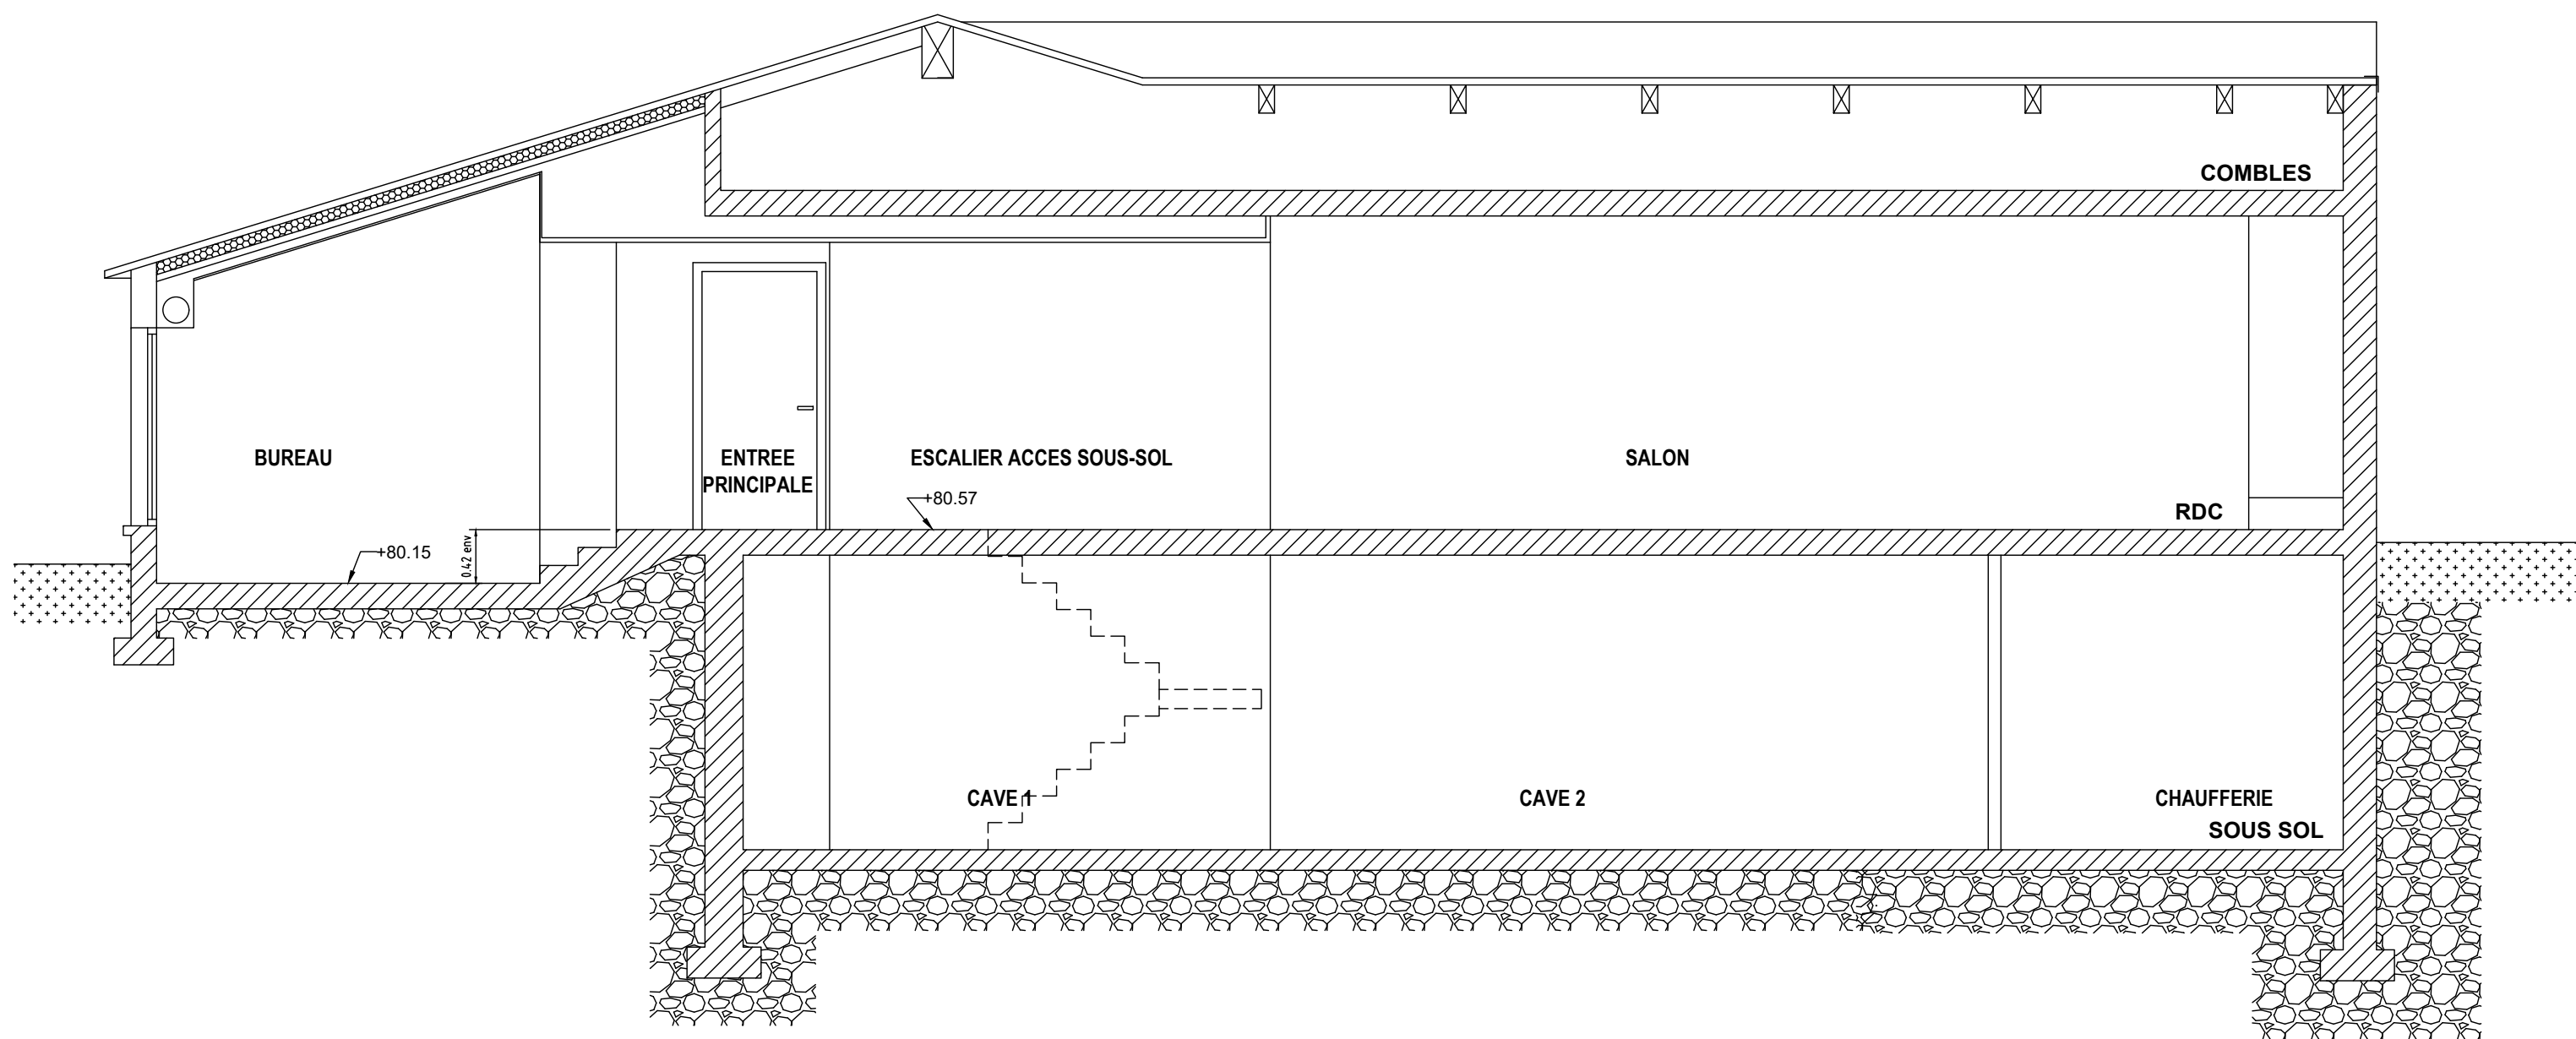 COMBLES
BUREAU
ENTREE
PRINCIPALE
ESCALIER ACCES SOUS-SOL
SALON
+80.57
RDC
+80.15
0.42 env
CAVE 1
CAVE 2
CHAUFFERIE
SOUS SOL